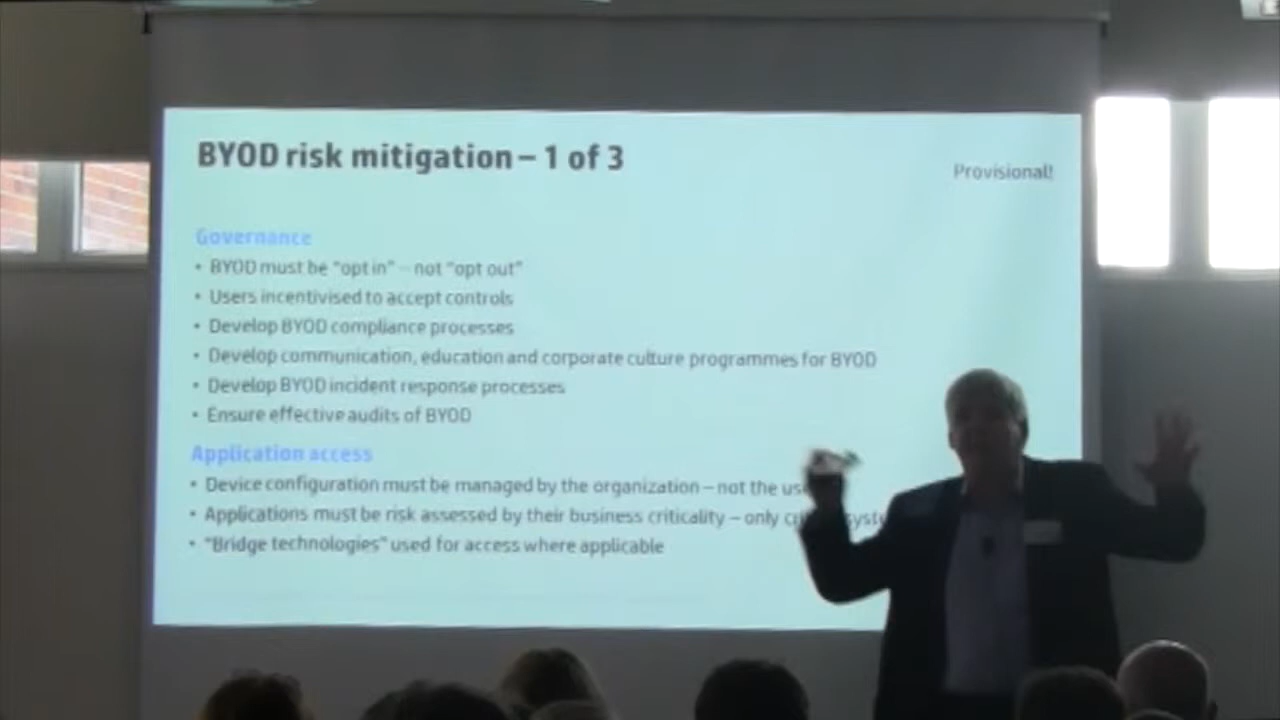 BYOD risk mitigation – 1 of 3
Provisional!
Governance
• BYOD must be “opt in” – not “opt out”
• Users incentivised to accept controls
• Develop BYOD compliance processes
• Develop communication, education and corporate culture programmes for BYOD
• Develop BYOD incident response processes
• Ensure effective audits of BYOD
Application access
• Device configuration must be managed by the organization – not the
• Applications must be risk assessed by their business criticality – only
• “Bridge technologies” used for access where applicable